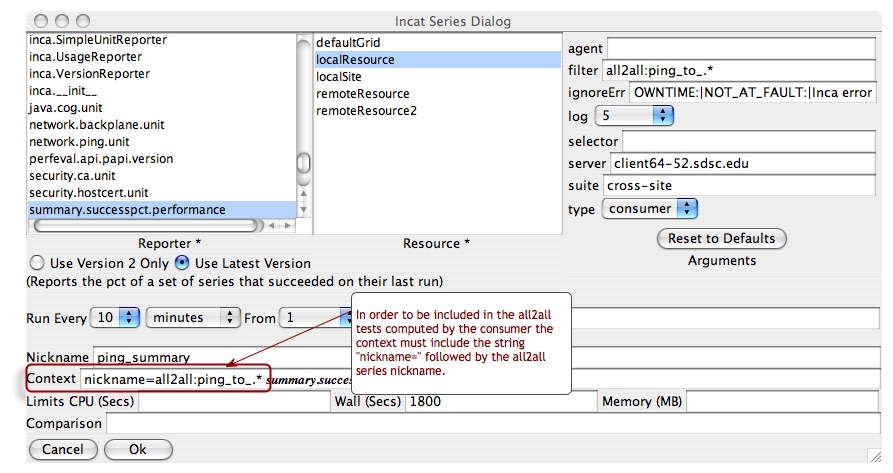 Incat Series Dialog
inca.SimpleUnitReporter
inca.UsageReporter
inca.VersionReporter
inca.__init__
java.cog.unit
network.backplane.unit
network.ping.unit
perfeval.api.papi.version
security.ca.unit
security.hostcert.unit
summary.successpct.performance
Reporter *
defaultGrid
localResource
localSite
remoteResource
remoteResource2
Resource *
agent
filter all2all:ping_to_.*
ignoreErr OWNTIME:|NOT_AT_FAULT:|Inca error
log 5
selector
server client64-52.sdsc.edu
suite cross-site
type consumer
Reset to Defaults
Arguments
Use Version 2 Only Use Latest Version
(Reports the pct of a set of series that succeeded on their last run)
Run Every 10 minutes From 1
In order to be included in the all2all
tests computed by the consumer the
context must include the string
"nickname=" followed by the all2all
series nickname.
Nickname ping_summary
Context nickname=all2all:ping_to_.* summary.succes
Limits CPU (Secs) Wall (Secs) 1800 Memory (MB)
Comparison
Cancel Ok